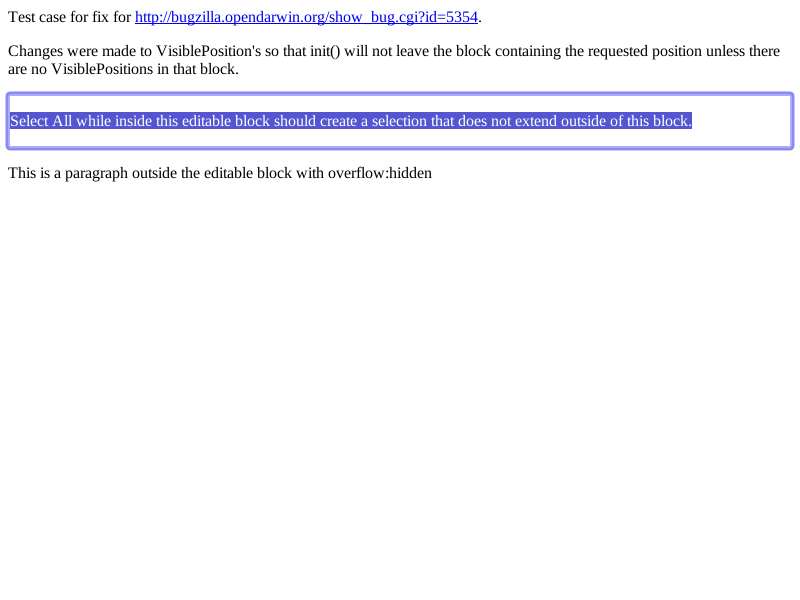 Test case for fix for http://bugzilla.opendarwin.org/show_bug.cgi?id=5354.
Changes were made to VisiblePosition's so that init() will not leave the block containing the requested position unless there
are no VisiblePositions in that block.
Select All while inside this editable block should create a selection that does not extend outside of this block.
This is a paragraph outside the editable block with overflow:hidden